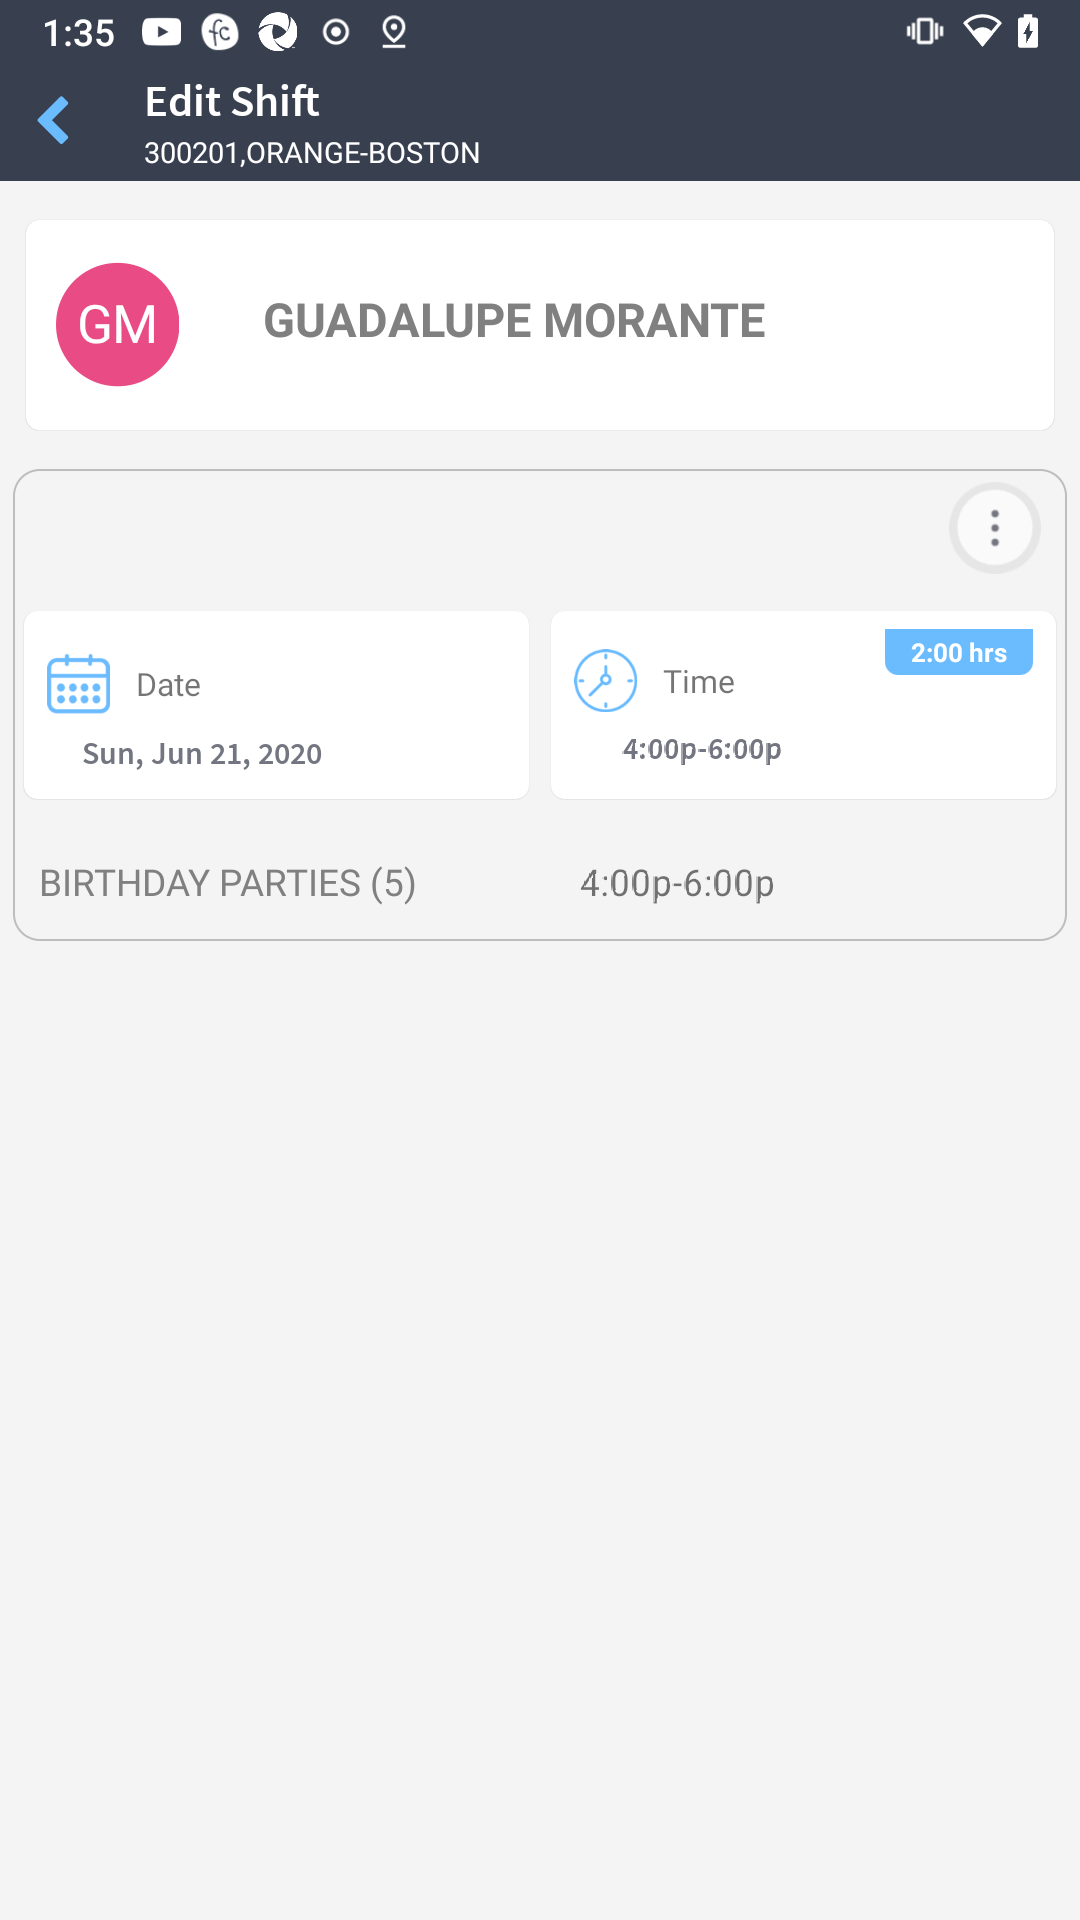 1:35
Edit Shift
300201,ORANGE-BOSTON
GM
GUADALUPE MORANTE
Date
Sun, Jun 21, 2020
2:00 hrs
Time
4:00p-6:00p
BIRTHDAY PARTIES (5)
4:00p-6:00p